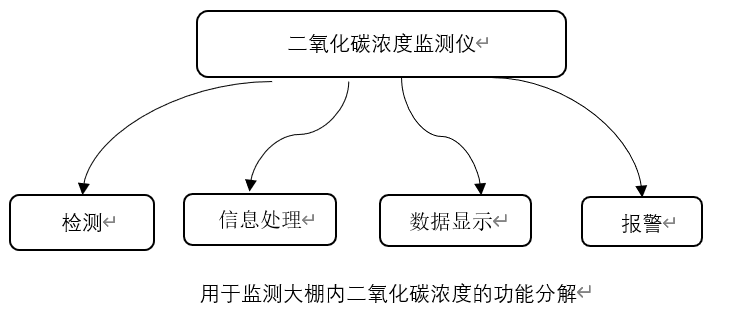 二氧化碳浓度监测仪
检测
信息处理
数据显示
报警
用于监测大棚内二氧化碳浓度的功能分解